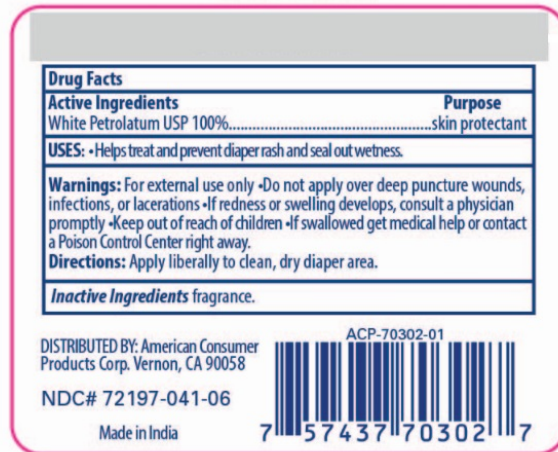 Drug Facts
Active Ingredients Purpose
White Petrolatum USP 100%..................................................skin protectant
USES: •Helps treat and prevent diaper rash and seal out wetness.
Warnings: For external use only •Do not apply over deep puncture wounds,
infections, or lacerations •If redness or swelling develops, consult a physician
promptly •Keep out of reach of children •If swallowed get medical help or contact
a Poison Control Center right away.
Directions: Apply liberally to clean, dry diaper area.
Inactive Ingredients fragrance.
DISTRIBUTED BY: American Consumer
Products Corp. Vernon, CA 90058
NDC# 72197-041-06
Made in India
ACP-70302-01
7 57437 70302 7